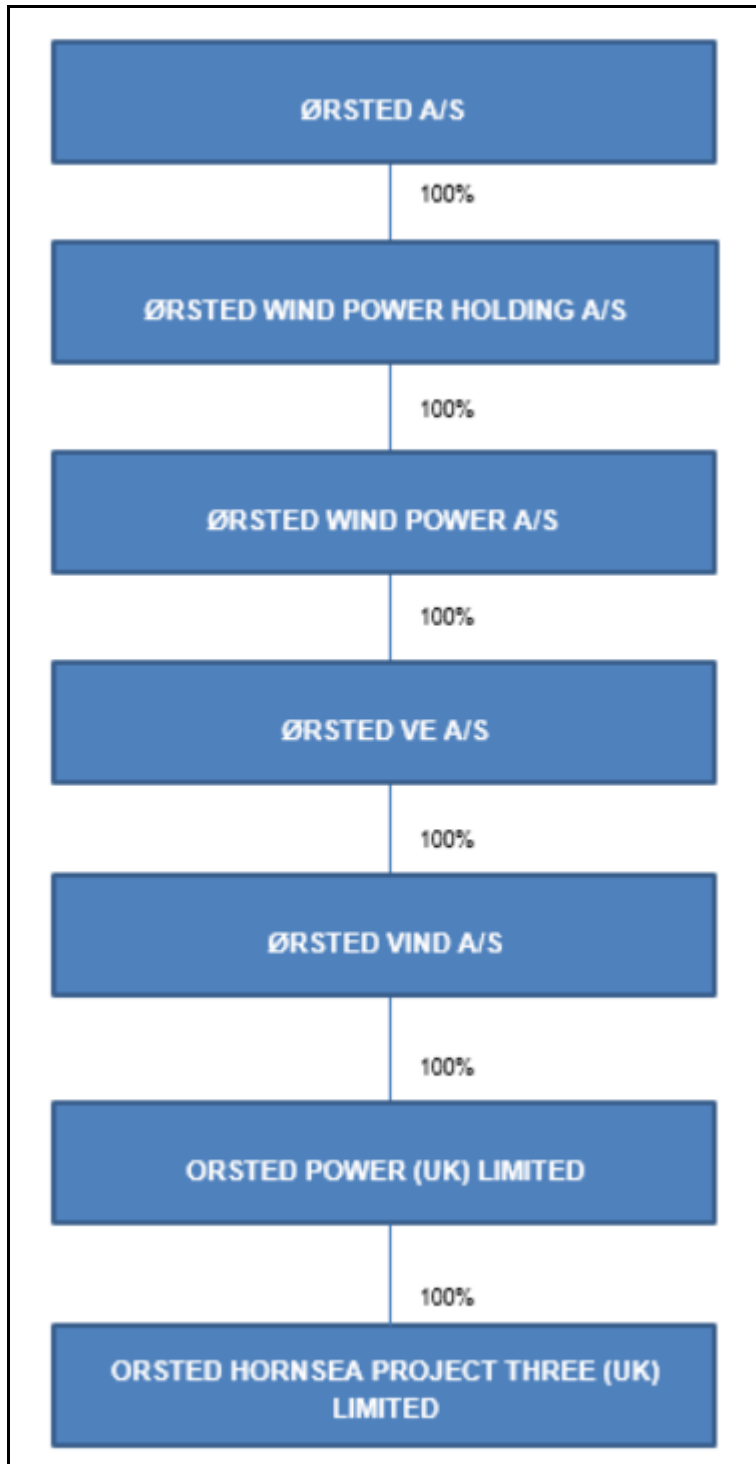 ØRSTED A/S
100%
ØRSTED WIND POWER HOLDING A/S
100%
ØRSTED WIND POWER A/S
100%
ØRSTED VE A/S
100%
ØRSTED VIND A/S
100%
ORSTED POWER (UK) LIMITED
100%
ORSTED HORNSEA PROJECT THREE (UK)
LIMITED